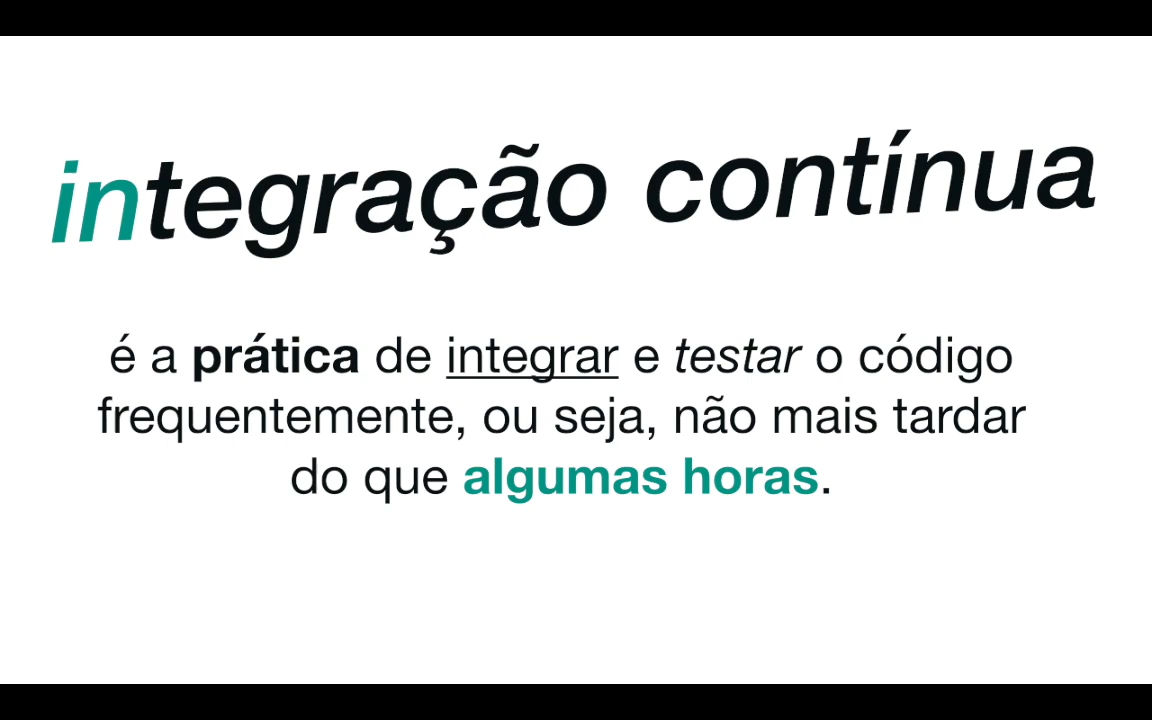 integração contínua
é a prática de integrar e testar o código
frequentemente, ou seja, não mais tardar
do que algumas horas.